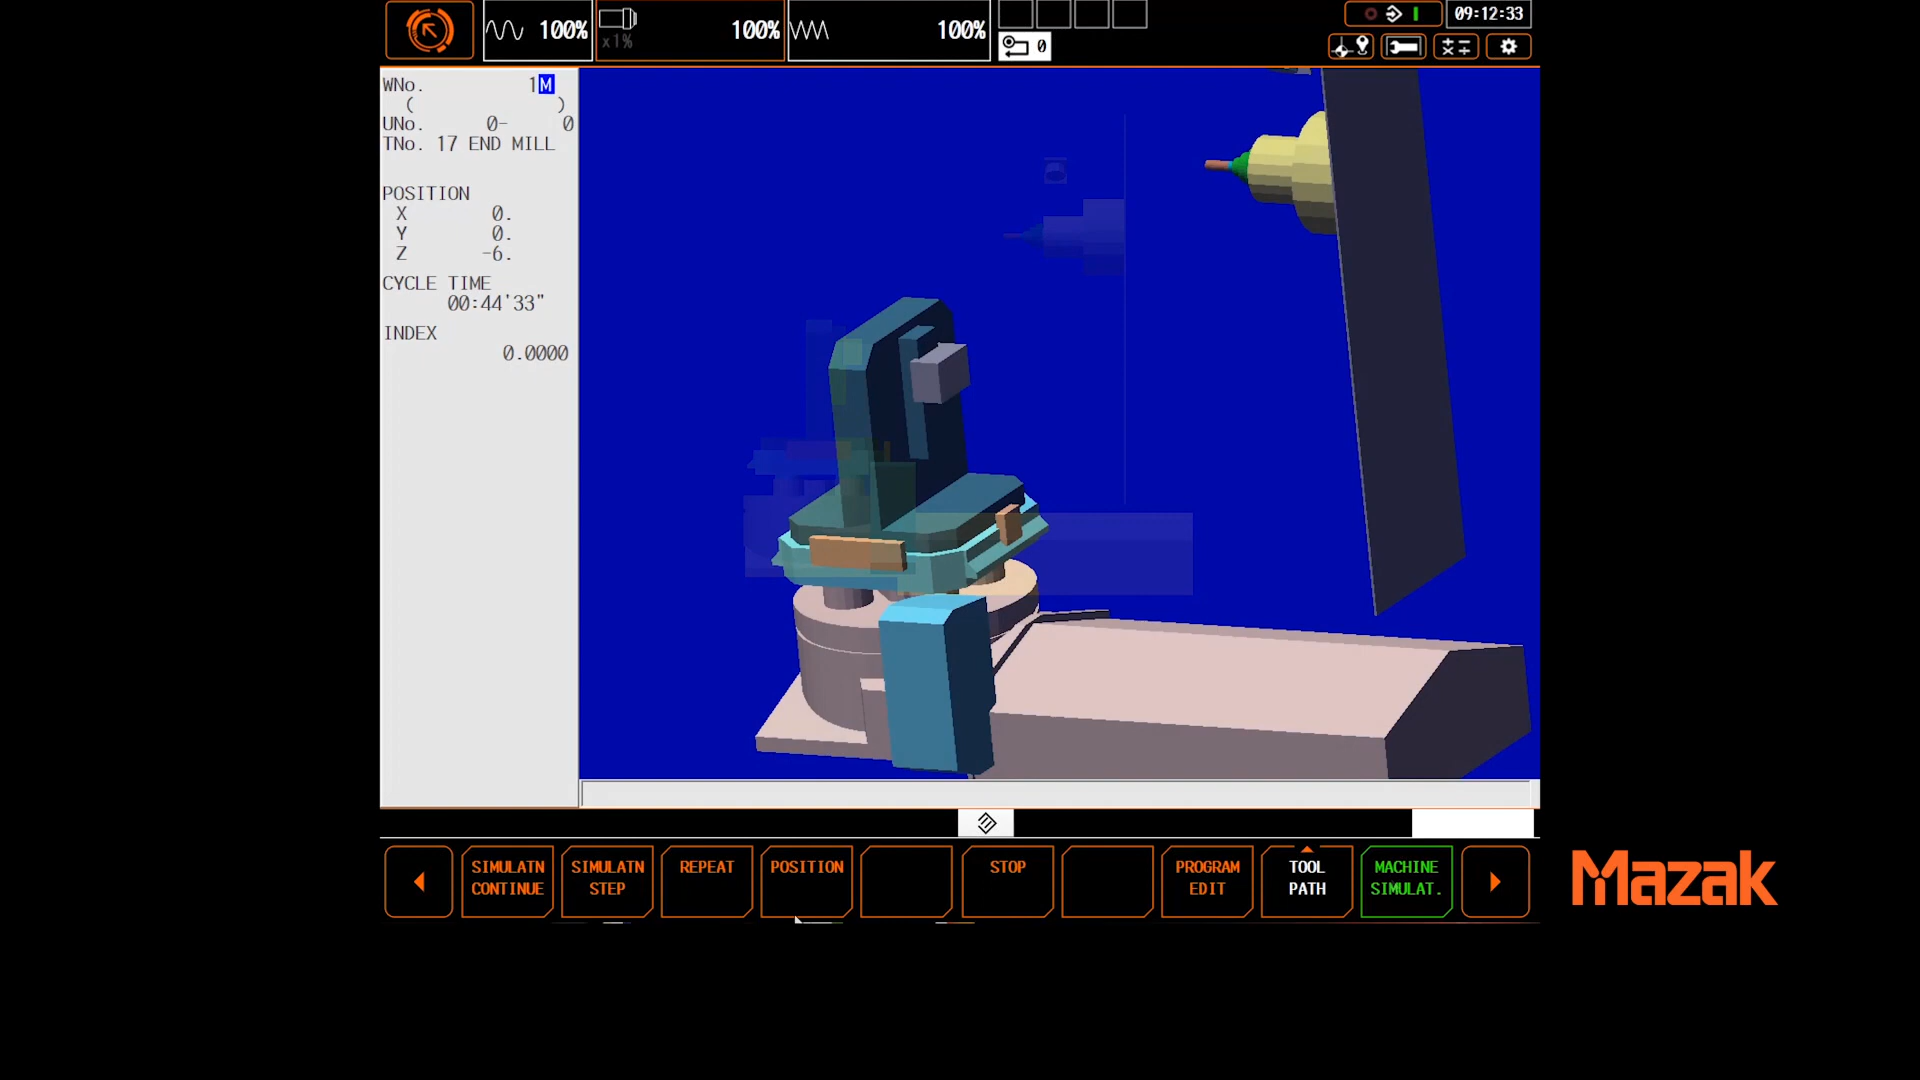 100%
x1%
100%
100%
0
09:12:33
WNo. 1M
( )
UNo. 0- 0
TNo. 17 END MILL
POSITION
X 0.
Y 0.
Z -6.
CYCLE TIME
00:44'33"
INDEX
0.0000
SIMULATN
CONTINUE
SIMULATN
STEP
REPEAT
POSITION
STOP
PROGRAM
EDIT
TOOL
PATH
MACHINE
SIMULAT.
Mazak